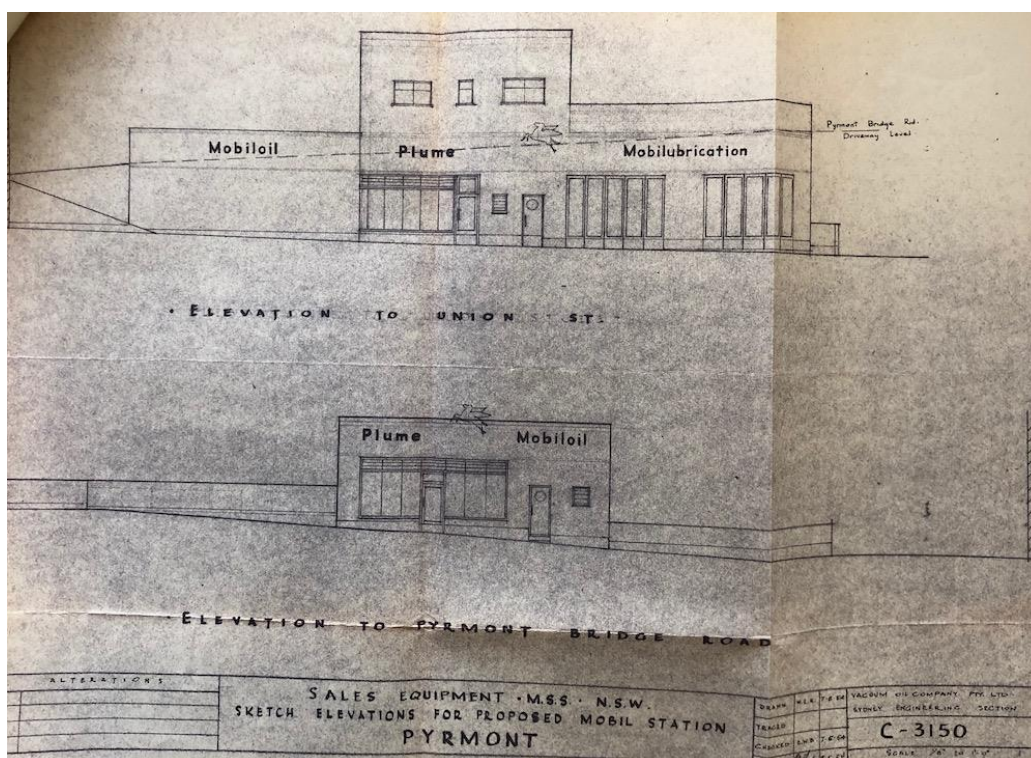 Mobiloil
Plume
Mobilubrication
Pyrmont Bridge Rd.
Driveway Level
· ELEVATION TO UNION ST. ·
Plume Mobiloil
· ELEVATION TO PYRMONT BRIDGE ROAD
ALTERATIONS
SALES EQUIPMENT · M.S.S · N.S.W.
SKETCH ELEVATIONS FOR PROPOSED MOBIL STATION
PYRMONT
DRAWN
TRACED
CHECKED
VACUUM OIL COMPANY PTY. LTD.
SYDNEY ENGINEERING SECTION
C-3150
SCALE